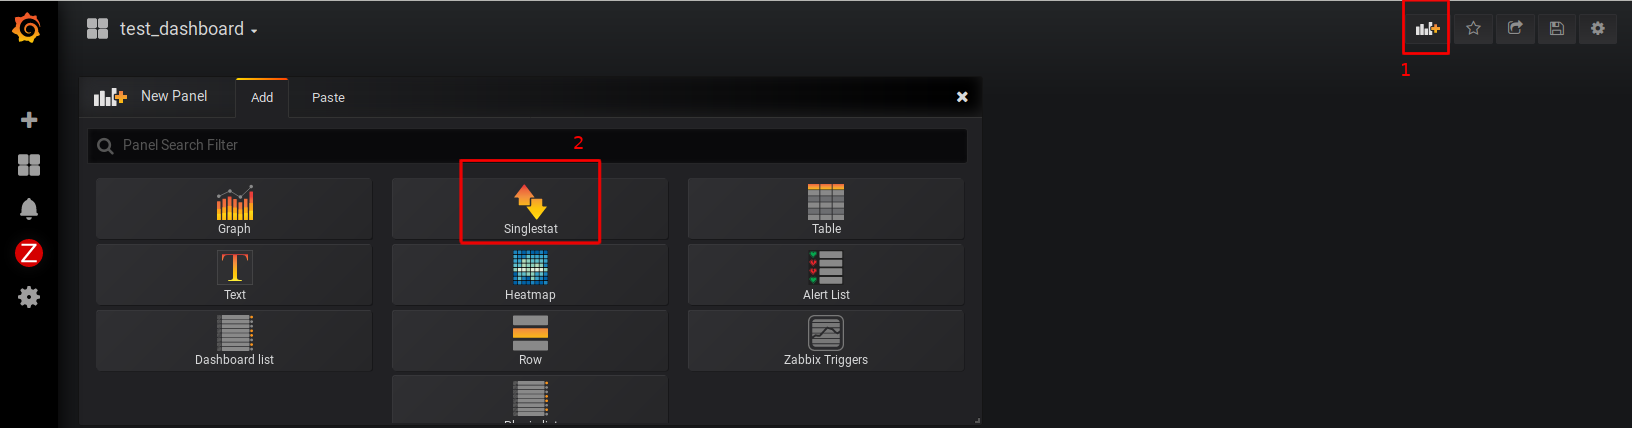 test_dashboard
1
New Panel
Add
Paste
Panel Search Filter
2
Graph
Singlestat
Table
Text
Heatmap
Alert List
Dashboard list
Row
Zabbix Triggers
Z